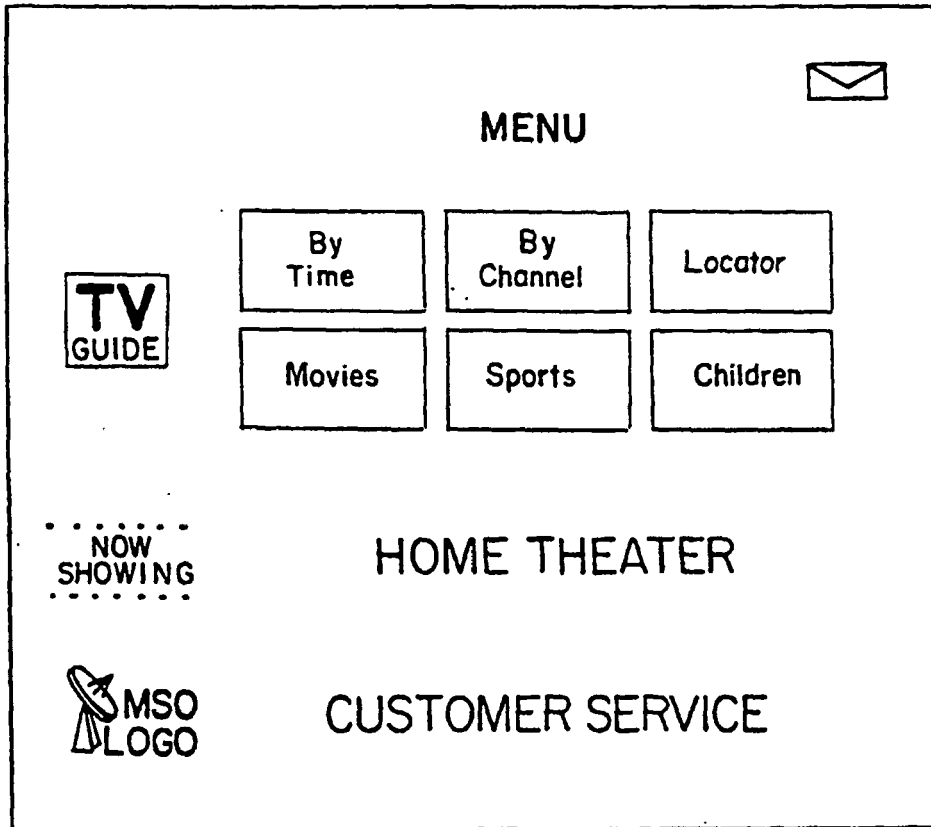 MENU
By
Time
By
Channel
Locator
TV
GUIDE
Movies
Sports
Children
NOW
SHOWING
HOME THEATER
MSO
LOGO
CUSTOMER SERVICE